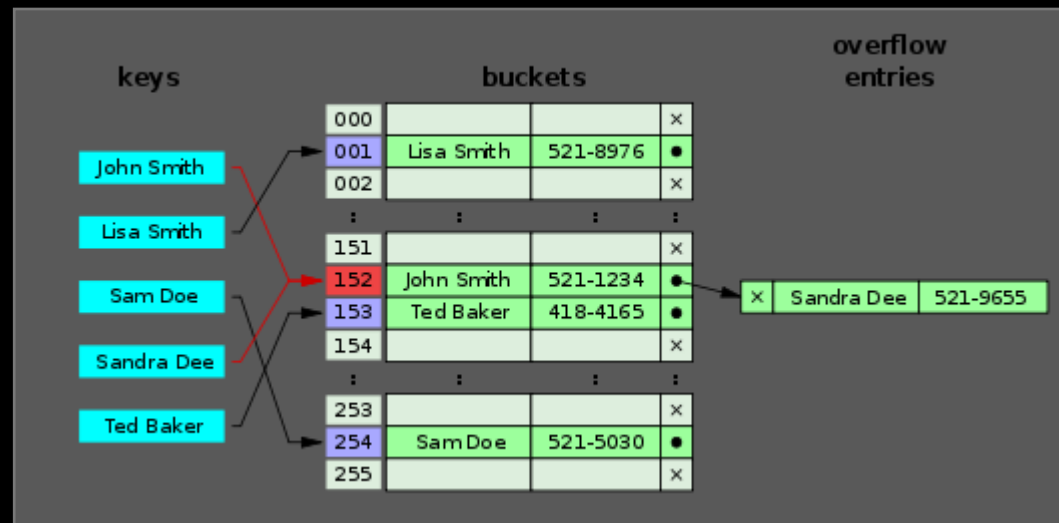 keys
buckets
overflow
entries
John Smith
Lisa Smith
Sam Doe
Sandra Dee
Ted Baker
000 ×
001 Lisa Smith 521-8976 ●
002 ×
: : : :
151 ×
152 John Smith 521-1234 ●
153 Ted Baker 418-4165 ●
154 ×
: : : :
253 ×
254 Sam Doe 521-5030 ●
255 ×
× Sandra Dee 521-9655